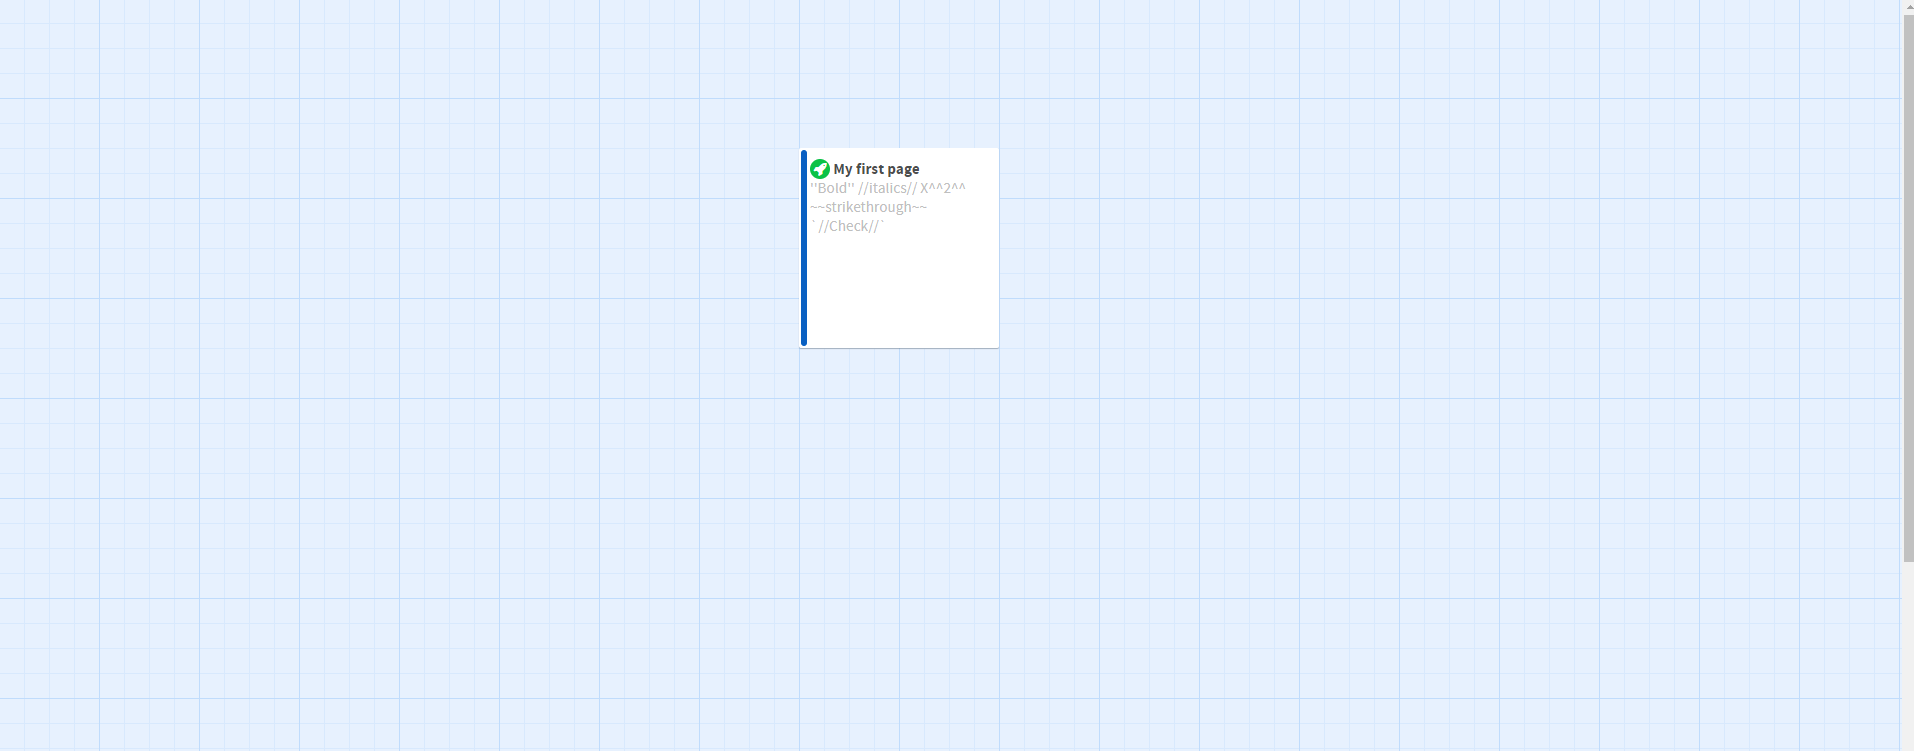 My first page
''Bold'' //italics// X^^2^^
~~strikethrough~~
`//Check//`